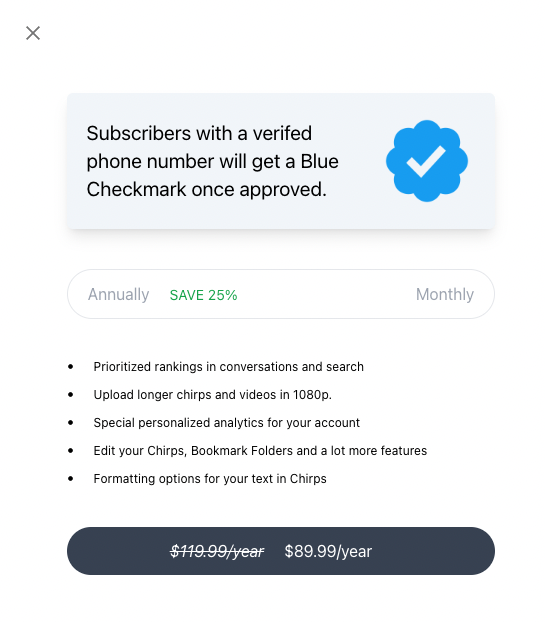 Subscribers with a verifed
phone number will get a Blue
Checkmark once approved.
Annually SAVE 25% Monthly
• Prioritized rankings in conversations and search
• Upload longer chirps and videos in 1080p.
• Special personalized analytics for your account
• Edit your Chirps, Bookmark Folders and a lot more features
• Formatting options for your text in Chirps
$119.99/year $89.99/year